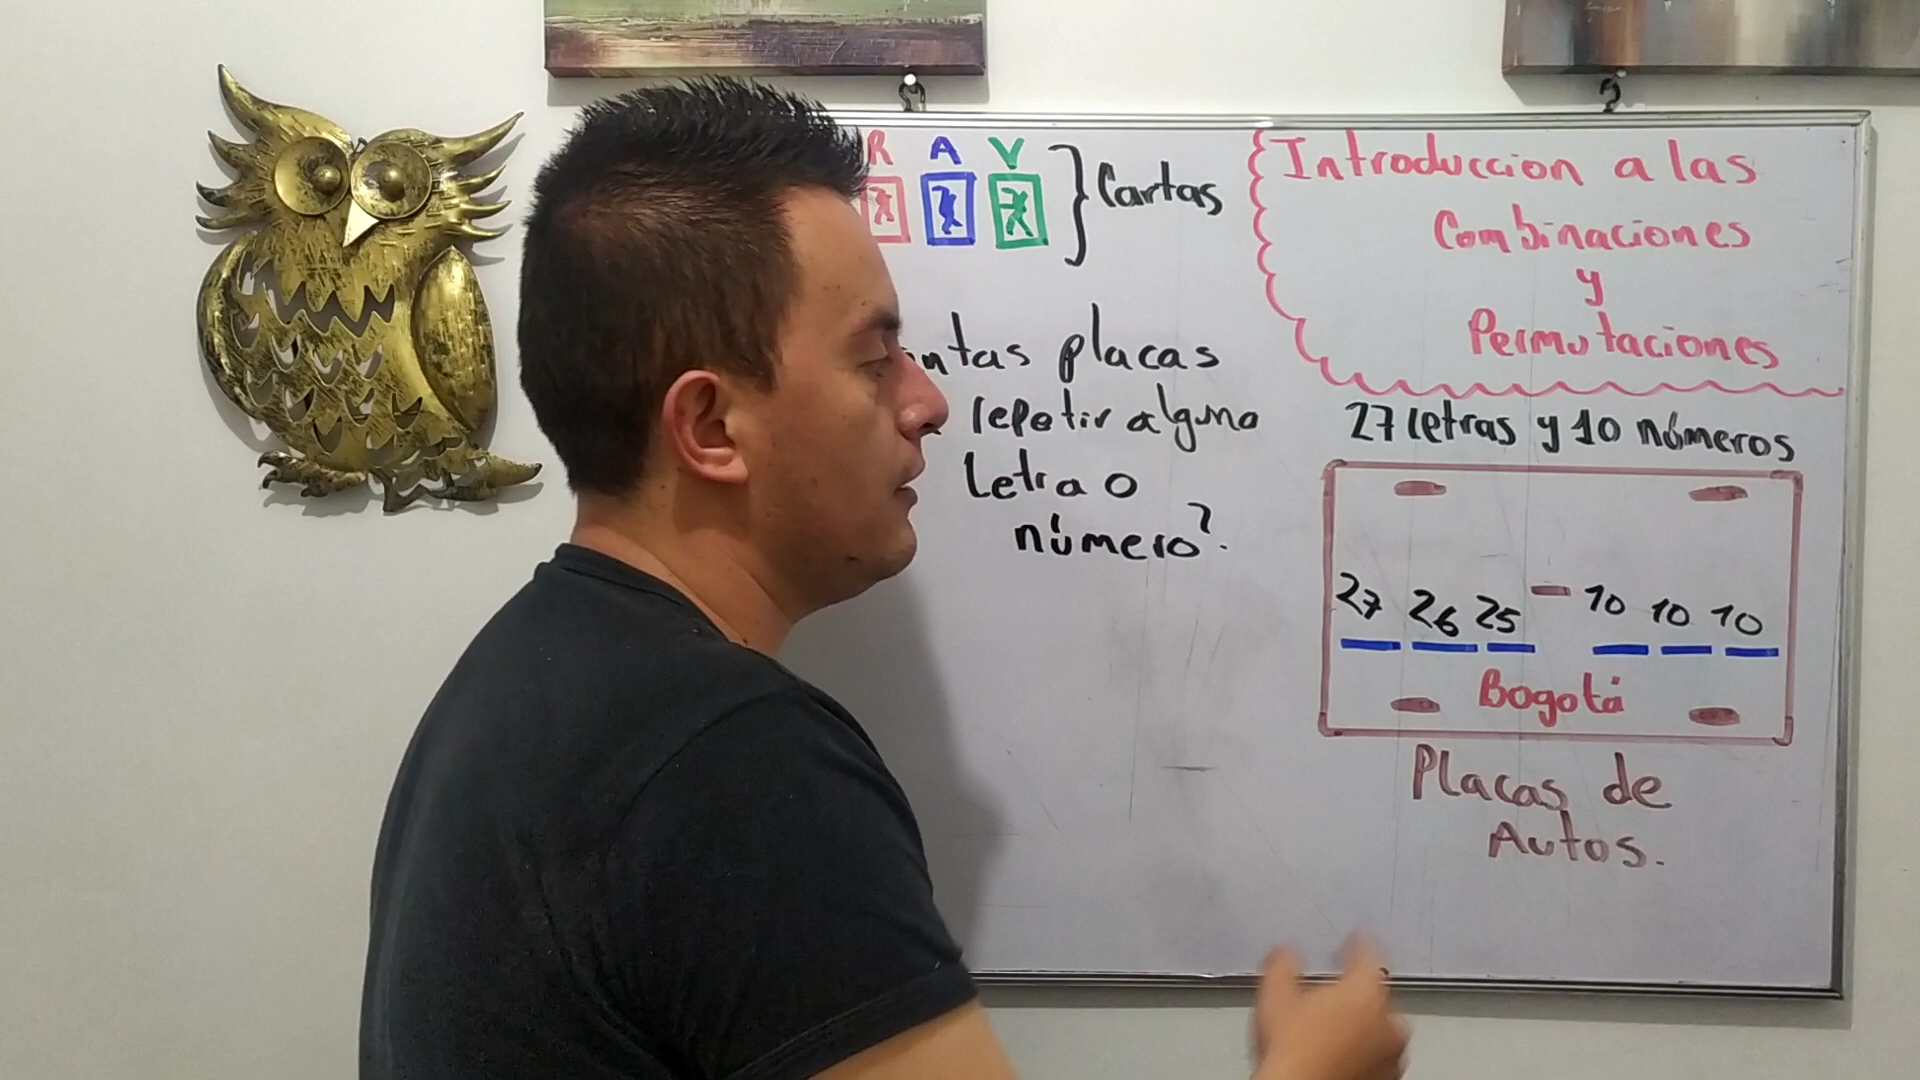 R A V
Cartas
Introduccion a las
Combinaciones
y
Permutaciones
placas
repetir alguna
Letra o
número?.
27 letras y 10 números
27 26 25 - 10 10 10
Bogotá
Placas de
Autos.